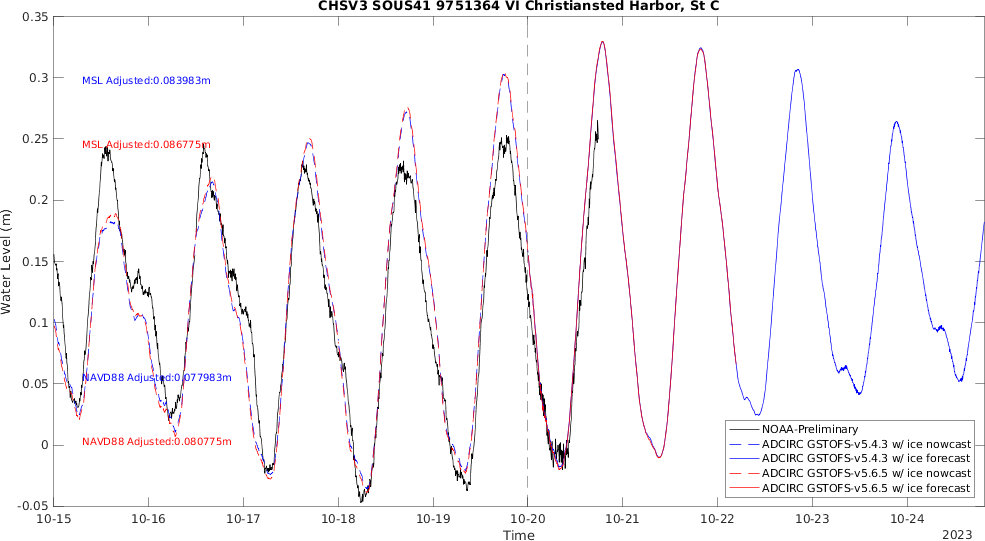 CHSV3 SOUS41 9751364 VI Christiansted Harbor, St C
0.35
0.3
0.25
0.2
0.15
0.1
0.05
0
-0.05
Water Level (m)
MSL Adjusted:0.083983m
MSL Adjusted:0.086775m
NAVD88 Adjusted:0.077983m
NAVD88 Adjusted:0.080775m
NOAA-Preliminary
ADCIRC GSTOFS-v5.4.3 w/ ice nowcast
ADCIRC GSTOFS-v5.4.3 w/ ice forecast
ADCIRC GSTOFS-v5.6.5 w/ ice nowcast
ADCIRC GSTOFS-v5.6.5 w/ ice forecast
10-15 10-16 10-17 10-18 10-19 10-20 10-21 10-22 10-23 10-24
Time
2023